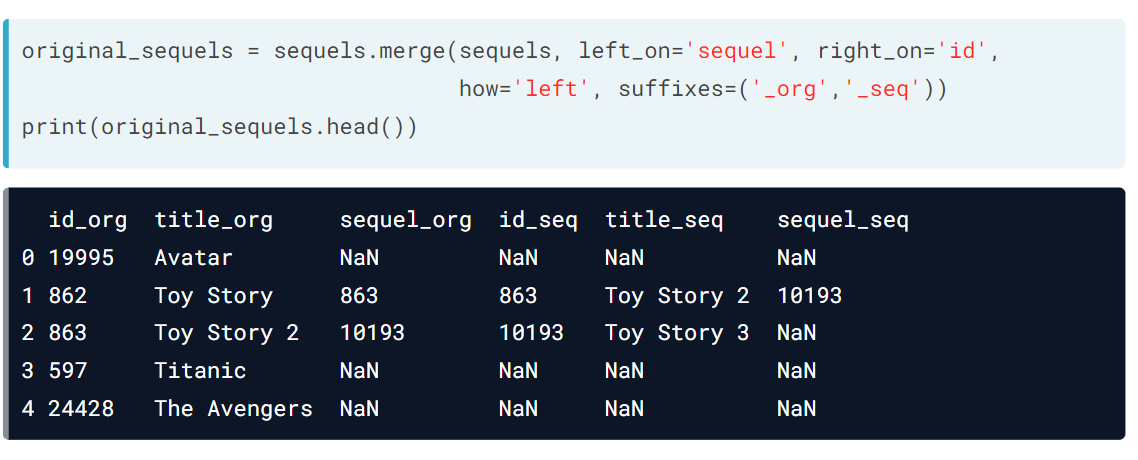 original_sequels = sequels.merge(sequels, left_on='sequel', right_on='id',
                                 how='left', suffixes=('_org','_seq'))
print(original_sequels.head())
  id_org  title_org     sequel_org  id_seq  title_seq    sequel_seq
0 19995   Avatar        NaN         NaN     NaN          NaN
1 862     Toy Story     863         863     Toy Story 2  10193
2 863     Toy Story 2   10193       10193   Toy Story 3  NaN
3 597     Titanic       NaN         NaN     NaN          NaN
4 24428   The Avengers  NaN         NaN     NaN          NaN